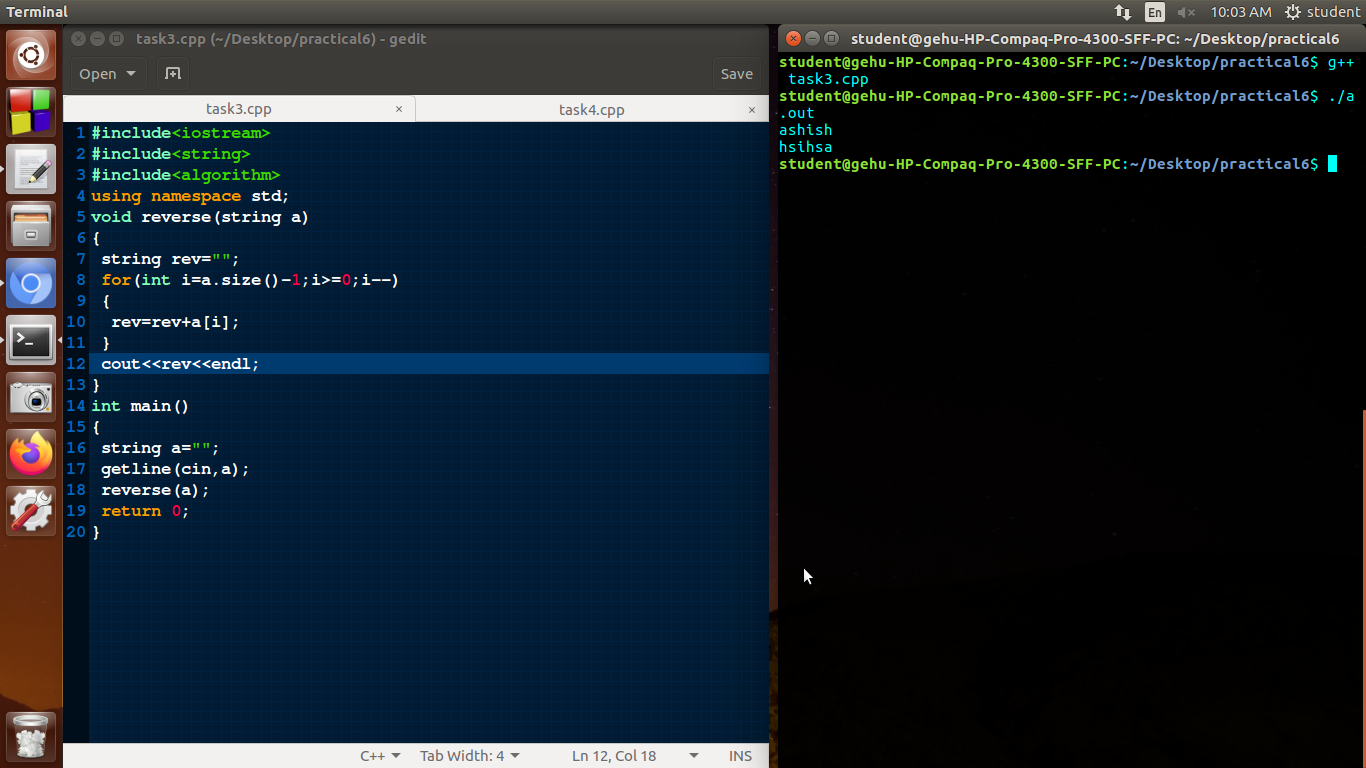 Terminal
En
10:03 AM
student
task3.cpp (~/Desktop/practical6) - gedit
Open
Save
task3.cpp ×
task4.cpp ×
1 #include<iostream>
2 #include<string>
3 #include<algorithm>
4 using namespace std;
5 void reverse(string a)
6 {
7  string rev="";
8  for(int i=a.size()-1;i>=0;i--)
9  {
10   rev=rev+a[i];
11  }
12  cout<<rev<<endl;
13 }
14 int main()
15 {
16  string a="";
17  getline(cin,a);
18  reverse(a);
19  return 0;
20 }
C++
Tab Width: 4
Ln 12, Col 18
INS
student@gehu-HP-Compaq-Pro-4300-SFF-PC: ~/Desktop/practical6
student@gehu-HP-Compaq-Pro-4300-SFF-PC:~/Desktop/practical6$ g++
 task3.cpp
student@gehu-HP-Compaq-Pro-4300-SFF-PC:~/Desktop/practical6$ ./a
.out
ashish
hsihsa
student@gehu-HP-Compaq-Pro-4300-SFF-PC:~/Desktop/practical6$